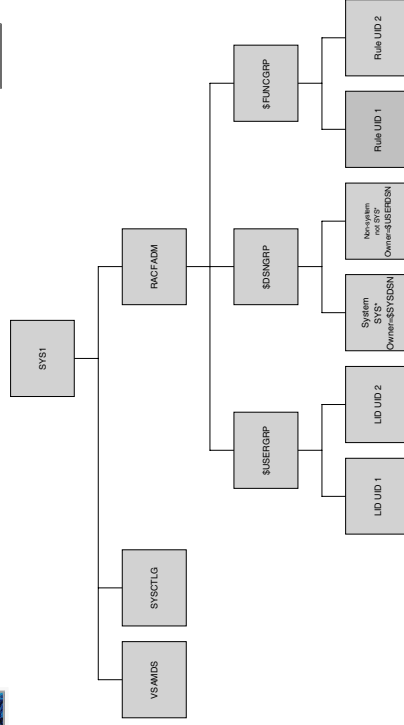 SYS1
VSAMDS
SYSCTLG
RACFADM
$USERGRP
$DSNGRP
$FUNCGRP
LID UID 1
LID UID 2
System
SYS*
Owner=$SYSDSN
Non-system
not SYS*
Owner=$USERDSN
Rule UID 1
Rule UID 2